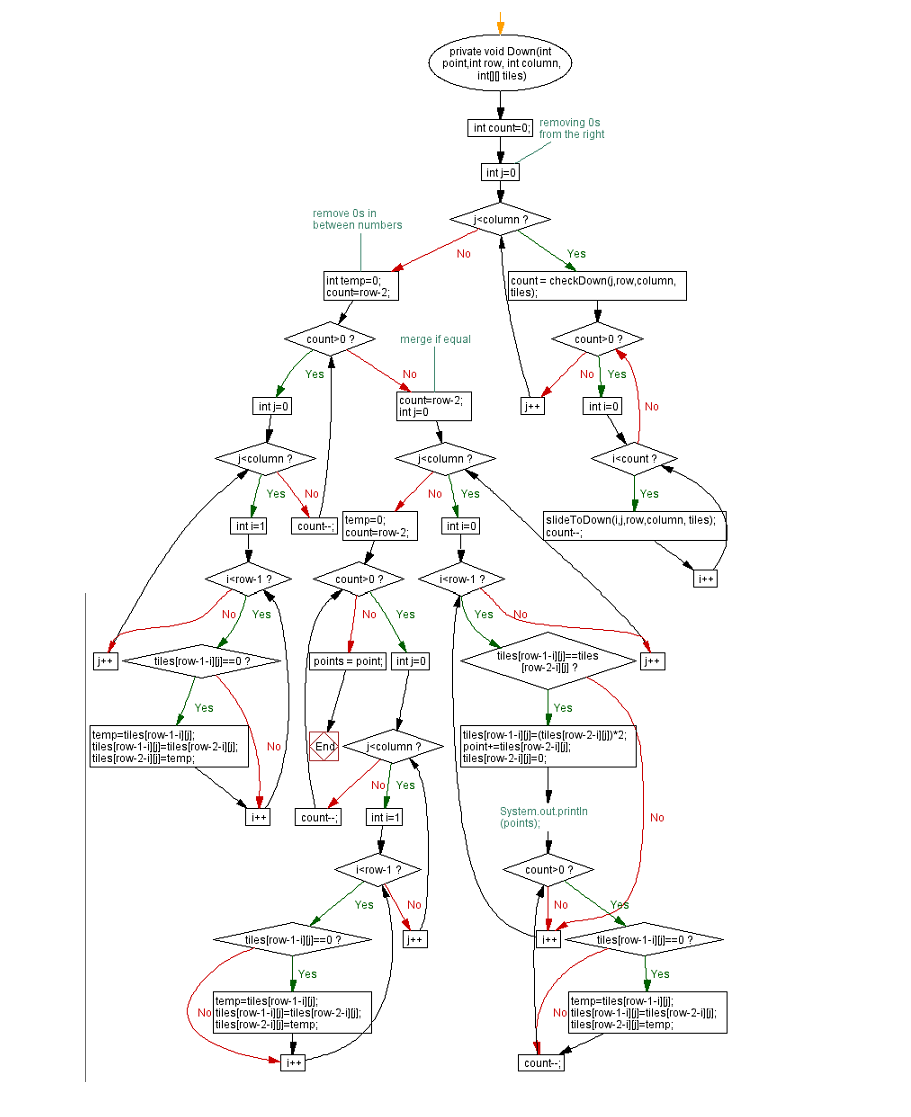 private void Down(int
point,int row, int column,
int[][] tiles)
int count=0;
removing 0s
from the right
int j=0
j<column ?
remove 0s in
between numbers
No
Yes
int temp=0;
count=row-2;
count = checkDown(j,row,column,
tiles);
count>0 ?
merge if equal
count>0 ?
Yes
No
No
Yes
int j=0
count=row-2;
int j=0
j++
int i=0
No
j<column ?
j<column ?
i<count ?
Yes
No
No
Yes
Yes
int i=1
count--;
temp=0;
count=row-2;
int i=0
slideToDown(i,j,row,column, tiles);
count--;
i<row-1 ?
count>0 ?
i<row-1 ?
i++
No
Yes
No
Yes
Yes
No
j++
tiles[row-1-i][j]==0 ?
points = point;
int j=0
tiles[row-1-i][j]==tiles
[row-2-i][j] ?
j++
Yes
Yes
temp=tiles[row-1-i][j];
tiles[row-1-i][j]=tiles[row-2-i][j];
tiles[row-2-i][j]=temp;
No
End
j<column ?
tiles[row-1-i][j]=(tiles[row-2-i][j])*2;
point+=tiles[row-2-i][j];
tiles[row-2-i][j]=0;
No
Yes
i++
count--;
int i=1
System.out.println
(points);
No
i<row-1 ?
count>0 ?
Yes
No
No
Yes
tiles[row-1-i][j]==0 ?
j++
i++
tiles[row-1-i][j]==0 ?
Yes
Yes
No
temp=tiles[row-1-i][j];
tiles[row-1-i][j]=tiles[row-2-i][j];
tiles[row-2-i][j]=temp;
No
temp=tiles[row-1-i][j];
tiles[row-1-i][j]=tiles[row-2-i][j];
tiles[row-2-i][j]=temp;
i++
count--;